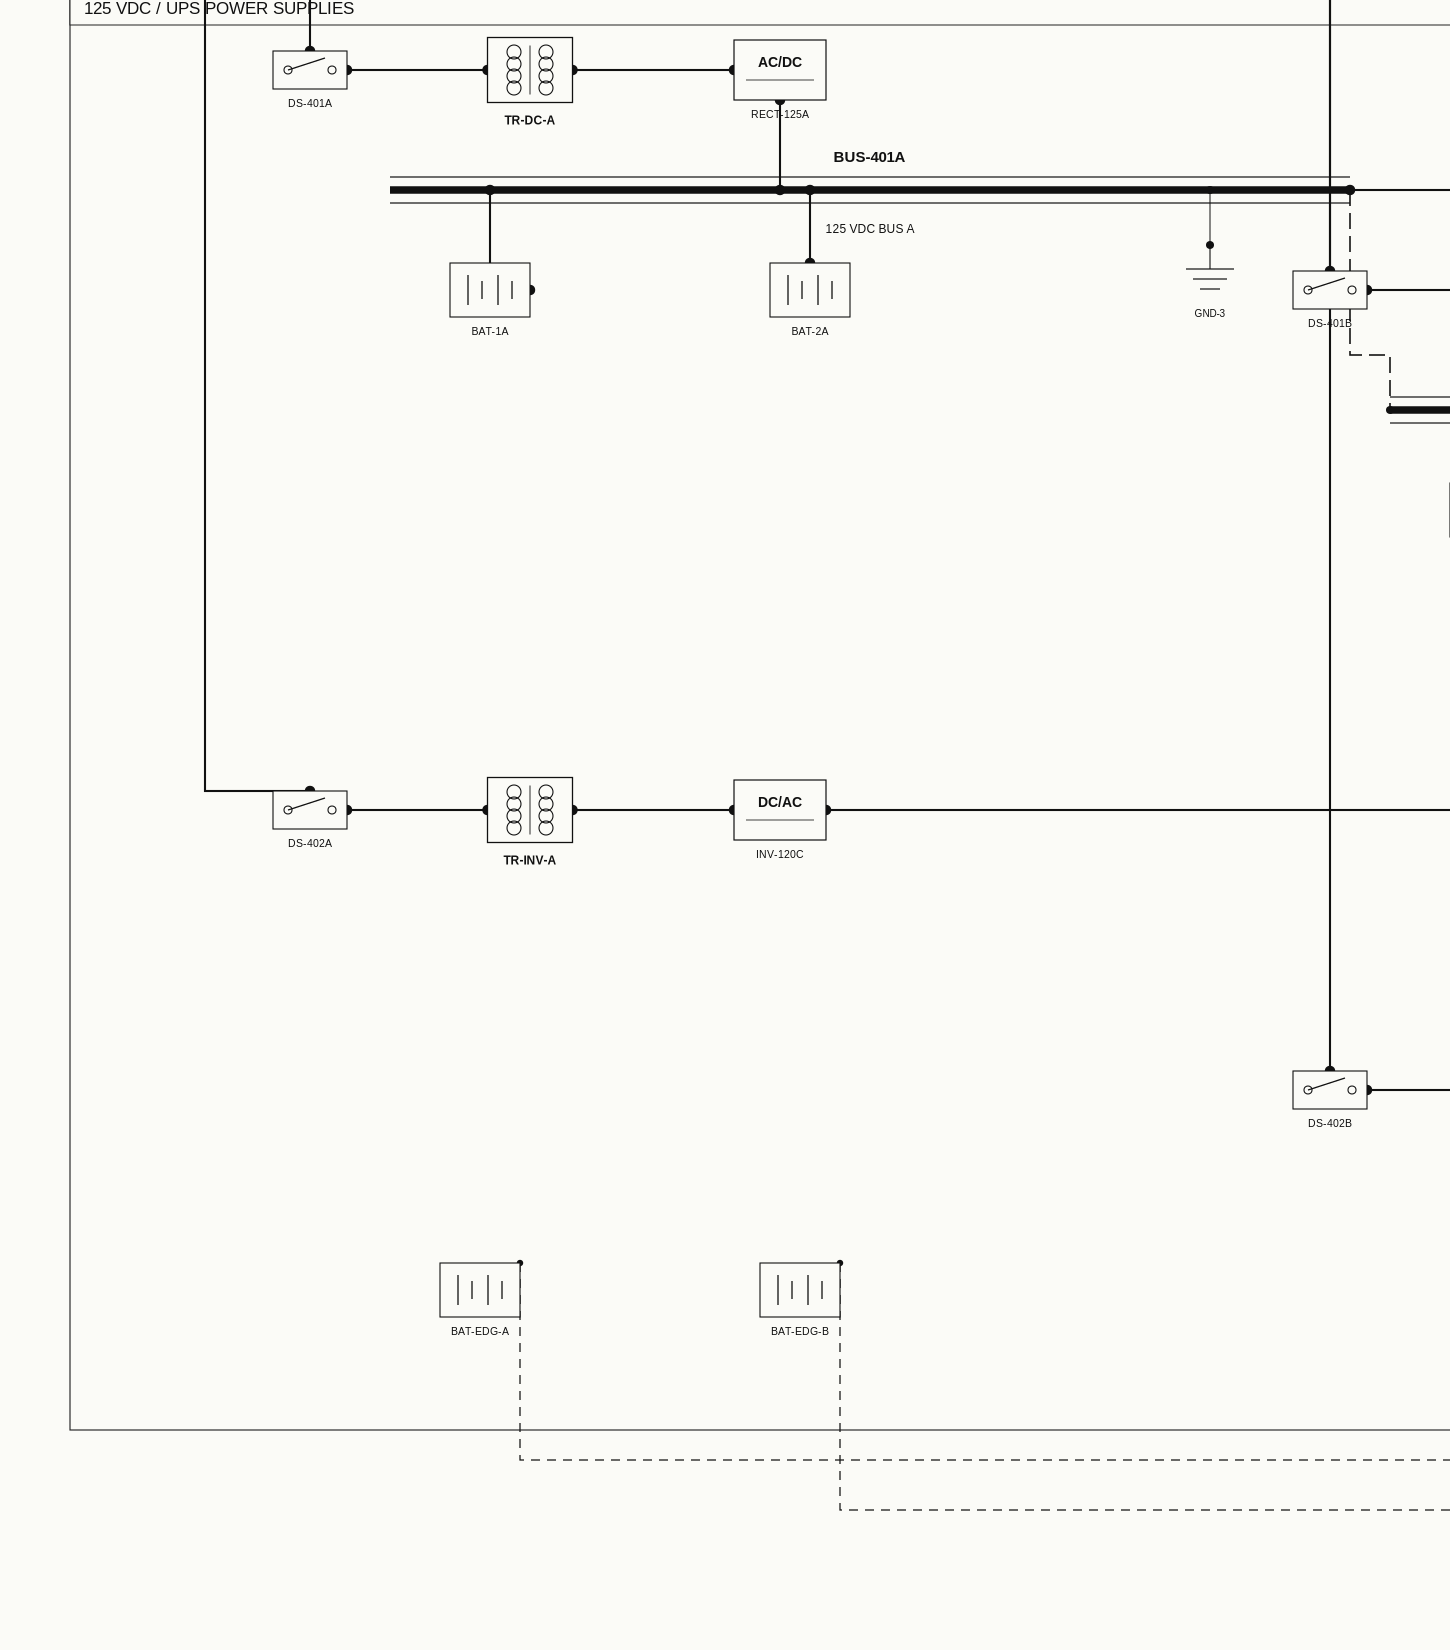 125 VDC / UPS POWER SUPPLIES
AC/DC
DS-401A
TR-DC-A
RECT-125A
BUS-401A
125 VDC BUS A
BAT-1A
BAT-2A
GND-3
DS-401B
DC/AC
DS-402A
TR-INV-A
INV-120C
DS-402B
BAT-EDG-A
BAT-EDG-B